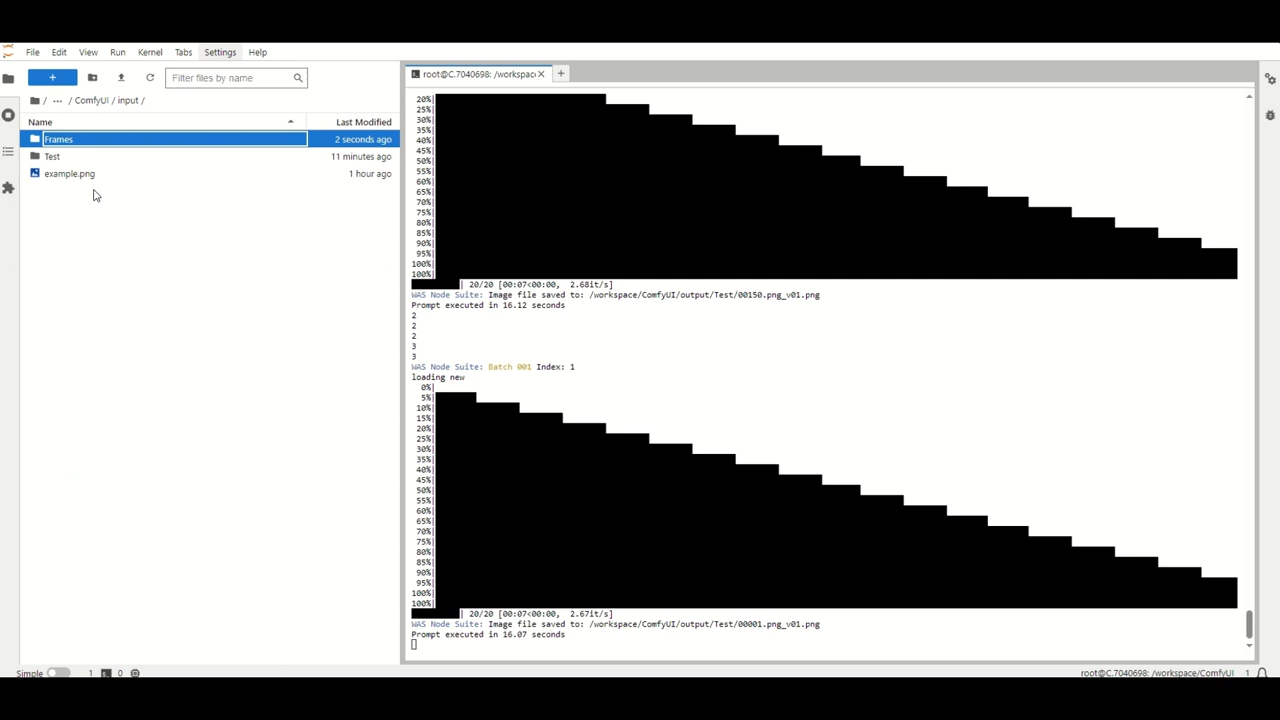 File Edit View Run Kernel Tabs Settings Help
+
Filter files by name
/ ··· / ComfyUI / input /
Name Last Modified
Frames 2 seconds ago
Test 11 minutes ago
example.png 1 hour ago
root@C.7040698: /workspac × +
20%|
25%|
30%|
35%|
40%|
45%|
50%|
55%|
60%|
65%|
70%|
75%|
80%|
85%|
90%|
95%|
100%|
100%|
| 20/20 [00:07<00:00, 2.68it/s]
WAS Node Suite: Image file saved to: /workspace/ComfyUI/output/Test/00150.png_v01.png
Prompt executed in 16.12 seconds
2
2
2
3
3
WAS Node Suite: Batch 001 Index: 1
loading new
0%|
5%|
10%|
15%|
20%|
25%|
30%|
35%|
40%|
45%|
50%|
55%|
60%|
65%|
70%|
75%|
80%|
85%|
90%|
95%|
100%|
100%|
| 20/20 [00:07<00:00, 2.67it/s]
WAS Node Suite: Image file saved to: /workspace/ComfyUI/output/Test/00001.png_v01.png
Prompt executed in 16.07 seconds
Simple 1 0 root@C.7040698: /workspace/ComfyUI 1